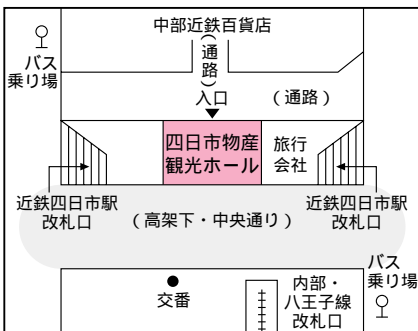 中部近鉄百貨店
バス
乗り場
(通路)
入口
(通路)
四日市物産
観光ホール
旅行
会社
近鉄四日市駅
改札口
(高架下・中央通り)
近鉄四日市駅
改札口
交番
内部・
八王子線
改札口
バス
乗り場